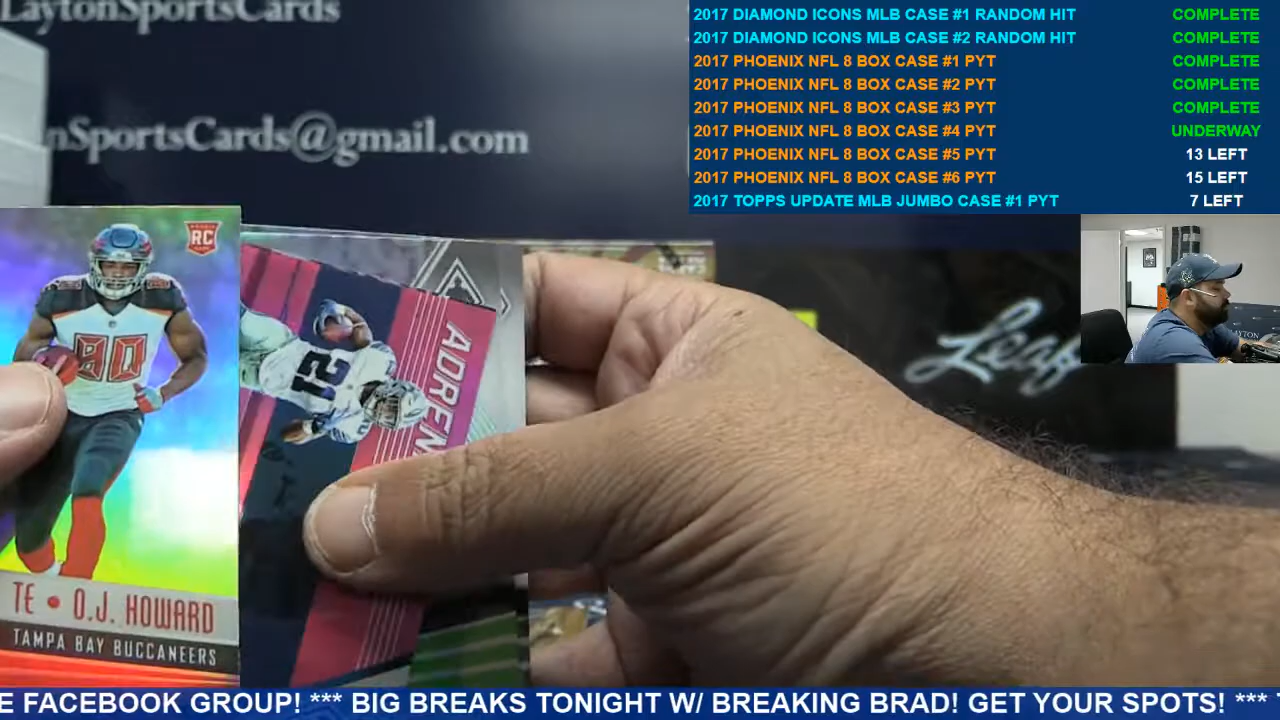 LaytonSportsCards
nSportsCards@gmail.com
2017 DIAMOND ICONS MLB CASE #1 RANDOM HIT COMPLETE
2017 DIAMOND ICONS MLB CASE #2 RANDOM HIT COMPLETE
2017 PHOENIX NFL 8 BOX CASE #1 PYT COMPLETE
2017 PHOENIX NFL 8 BOX CASE #2 PYT COMPLETE
2017 PHOENIX NFL 8 BOX CASE #3 PYT COMPLETE
2017 PHOENIX NFL 8 BOX CASE #4 PYT UNDERWAY
2017 PHOENIX NFL 8 BOX CASE #5 PYT 13 LEFT
2017 PHOENIX NFL 8 BOX CASE #6 PYT 15 LEFT
2017 TOPPS UPDATE MLB JUMBO CASE #1 PYT 7 LEFT
RC
80
TE • O.J. HOWARD
TAMPA BAY BUCCANEERS
ADREN
12
Leaf
E FACEBOOK GROUP! *** BIG BREAKS TONIGHT W/ BREAKING BRAD! GET YOUR SPOTS! ***